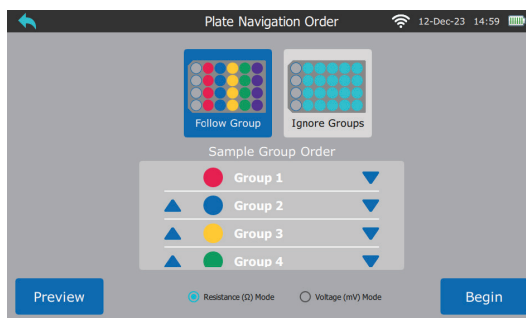 Plate Navigation Order
12-Dec-23 14:59
Follow Group
Ignore Groups
Sample Group Order
Group 1
Group 2
Group 3
Group 4
Preview
Resistance (Ω) Mode
Voltage (mV) Mode
Begin